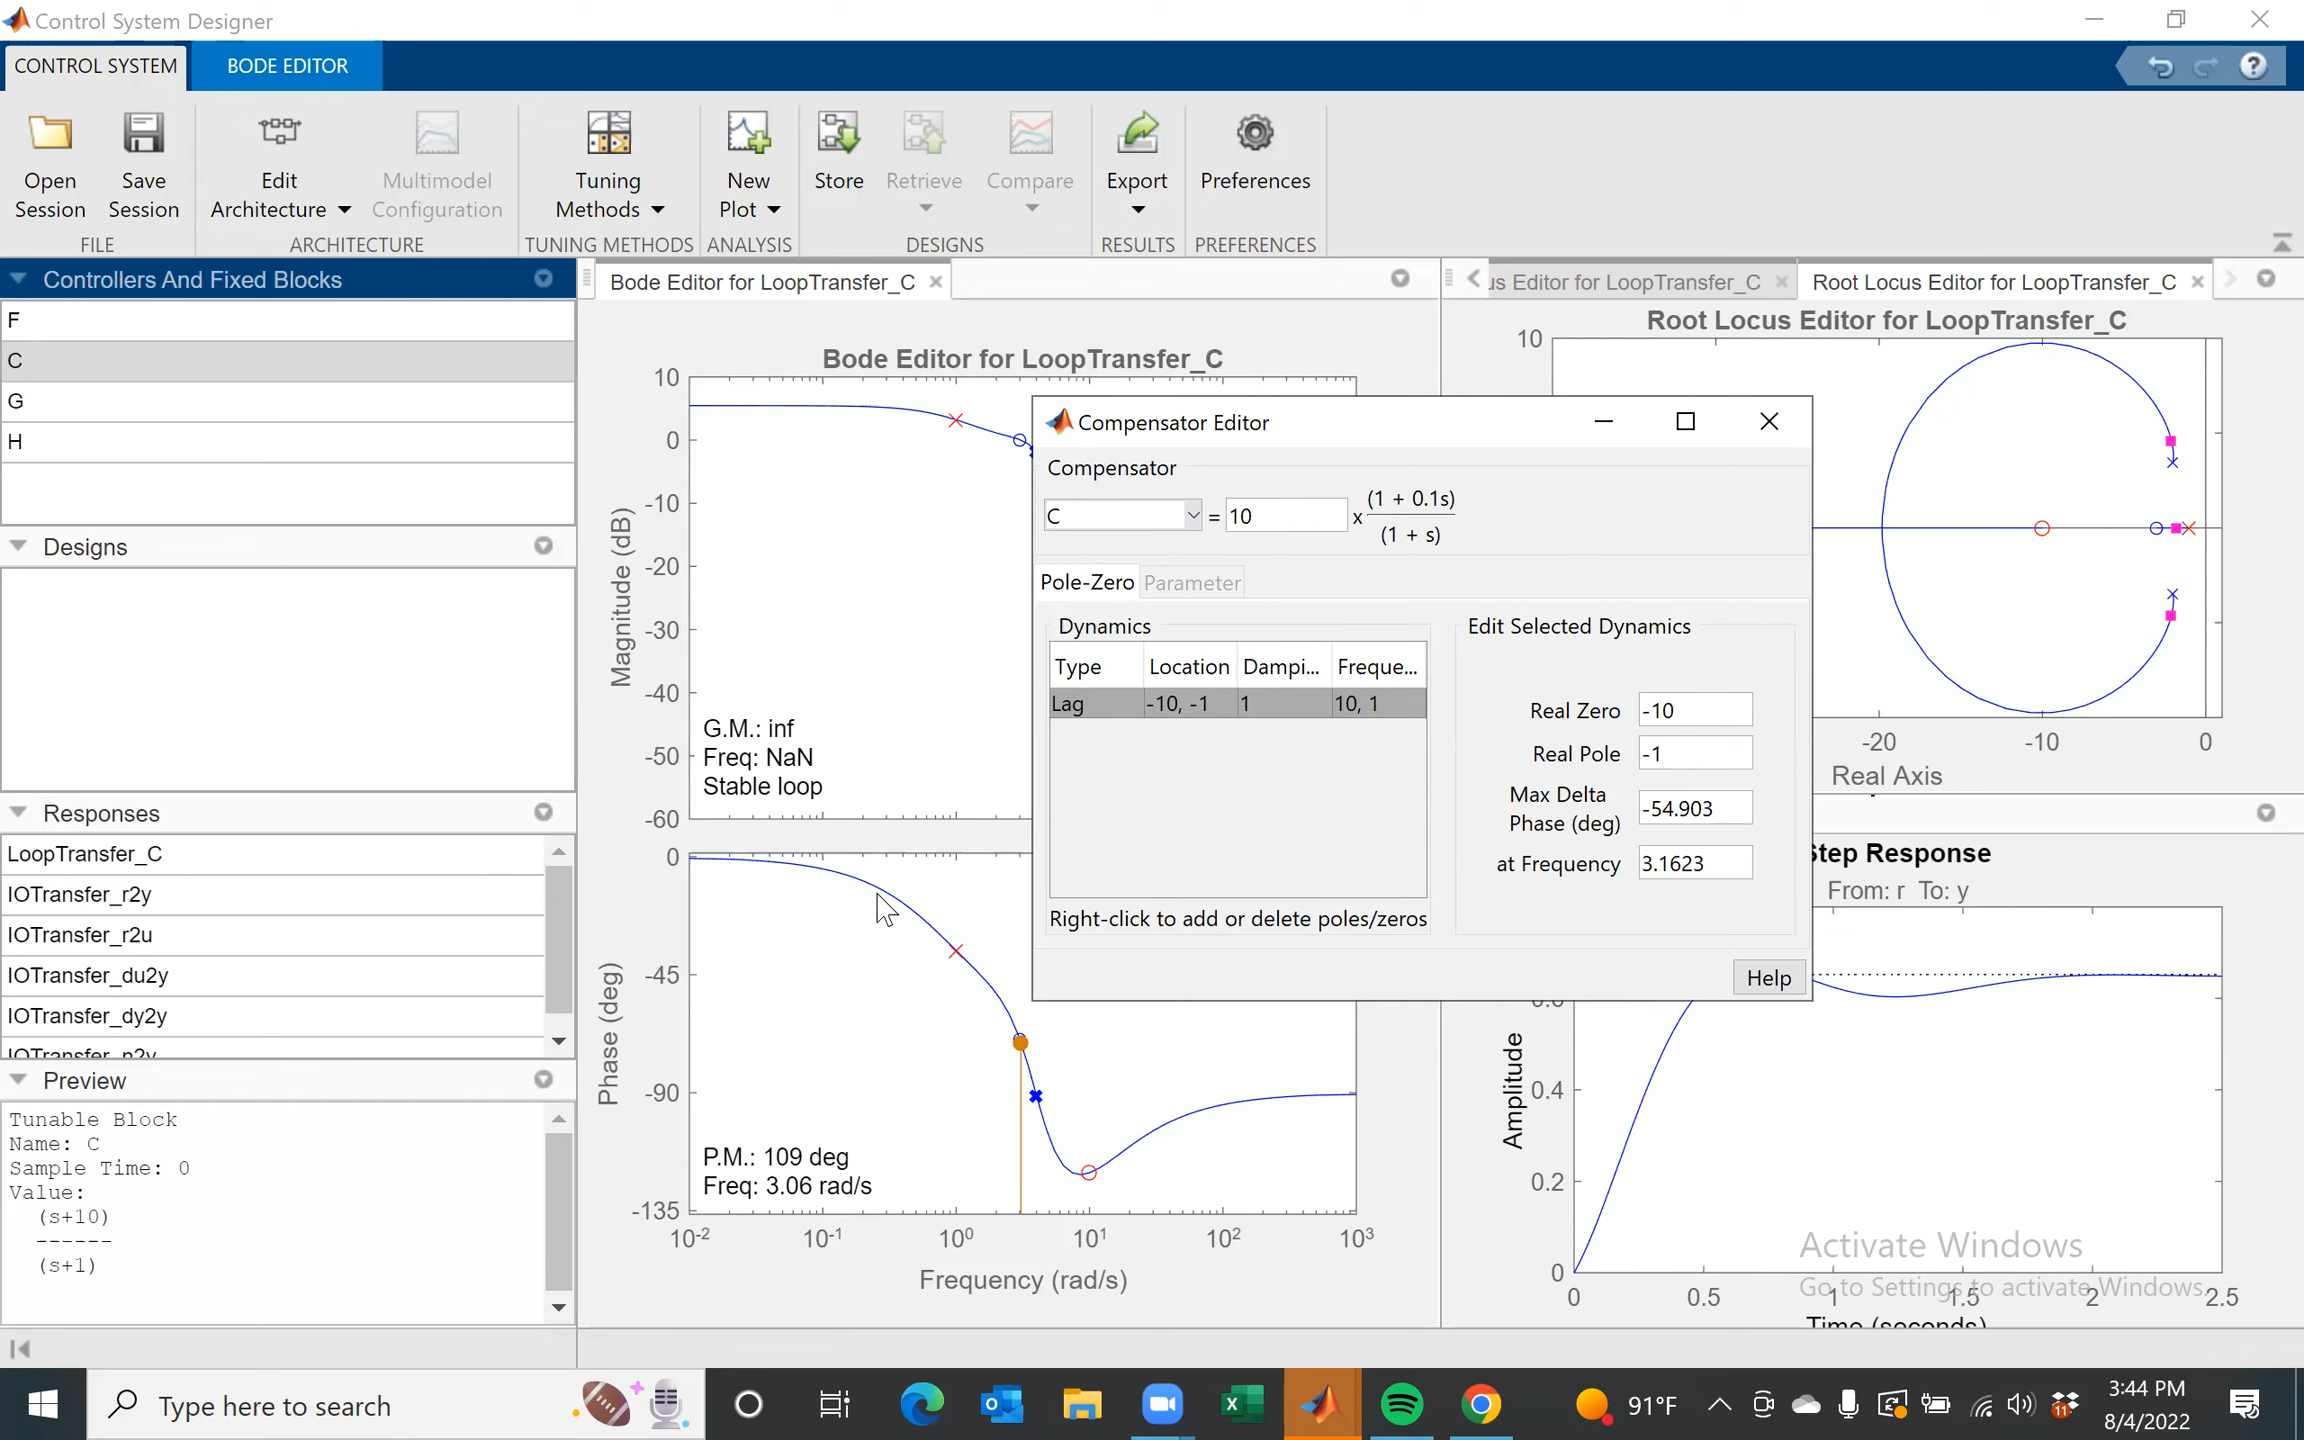 Control System Designer
CONTROL SYSTEM
BODE EDITOR
Open
Session
Save
Session
FILE
Edit
Architecture
Multimodel
Configuration
ARCHITECTURE
Tuning
Methods
TUNING METHODS
New
Plot
ANALYSIS
Store
Retrieve
Compare
DESIGNS
Export
RESULTS
Preferences
PREFERENCES
Controllers And Fixed Blocks
F
C
G
H
Designs
Responses
LoopTransfer_C
IOTransfer_r2y
IOTransfer_r2u
IOTransfer_du2y
IOTransfer_dy2y
IOTransfer_n2y
Preview
Tunable Block
Name: C
Sample Time: 0
Value:
(s+10)
------
(s+1)
Bode Editor for LoopTransfer_C
Bode Editor for LoopTransfer_C
10
0
-10
-20
-30
-40
-50
-60
Magnitude (dB)
G.M.: inf
Freq: NaN
Stable loop
0
-45
-90
-135
Phase (deg)
P.M.: 109 deg
Freq: 3.06 rad/s
10-2
10-1
100
101
102
103
Frequency (rad/s)
us Editor for LoopTransfer_C
Root Locus Editor for LoopTransfer_C
Root Locus Editor for LoopTransfer_C
10
-20
-10
0
Real Axis
Compensator Editor
Compensator
C
=
10
x
(1 + 0.1s)
(1 + s)
Pole-Zero
Parameter
Dynamics
Type
Location
Dampi...
Freque...
Lag
-10, -1
1
10, 1
Right-click to add or delete poles/zeros
Edit Selected Dynamics
Real Zero
-10
Real Pole
-1
Max Delta
Phase (deg)
-54.903
at Frequency
3.1623
Help
Step Response
From: r To: y
Amplitude
0.4
0.2
0
0
0.5
1
1.5
2
2.5
Time (seconds)
Activate Windows
Go to Settings to activate Windows.
Type here to search
91°F
11
3:44 PM
8/4/2022